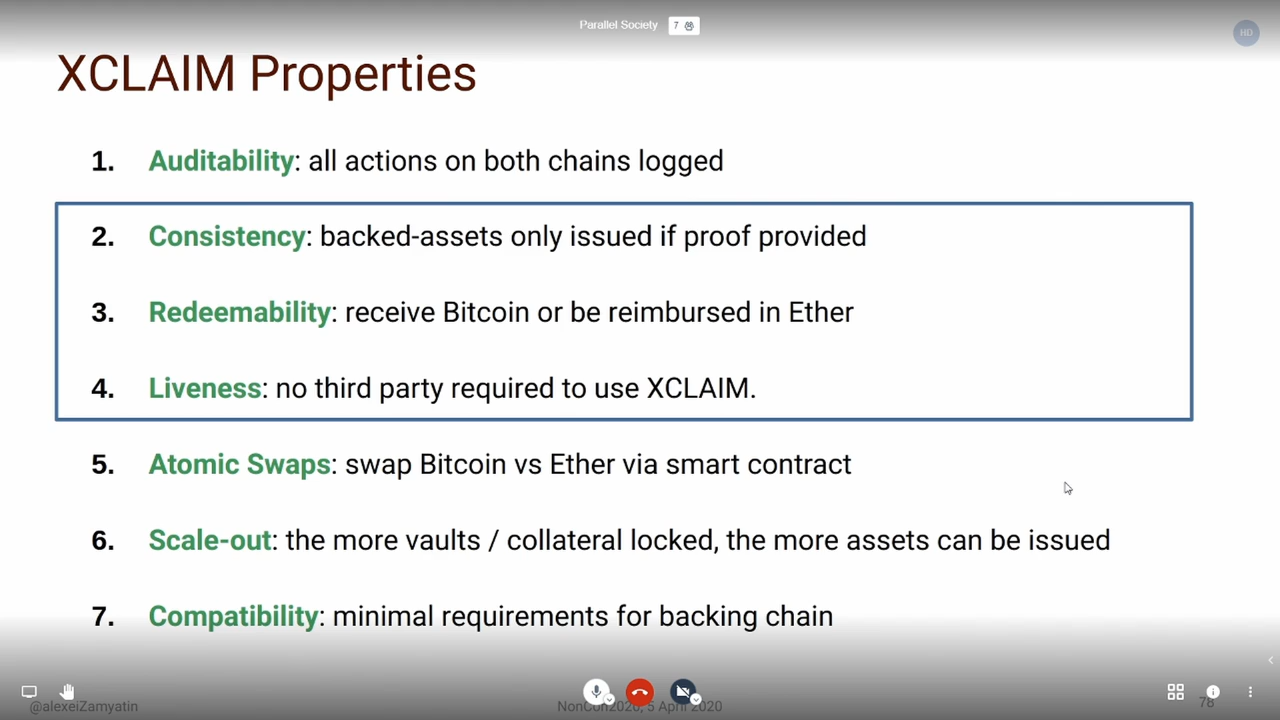 Parallel Society 7
HD
XCLAIM Properties
1. Auditability: all actions on both chains logged
2. Consistency: backed-assets only issued if proof provided
3. Redeemability: receive Bitcoin or be reimbursed in Ether
4. Liveness: no third party required to use XCLAIM.
5. Atomic Swaps: swap Bitcoin vs Ether via smart contract
6. Scale-out: the more vaults / collateral locked, the more assets can be issued
7. Compatibility: minimal requirements for backing chain
@alexeiZamyatin
5 April 2020
78